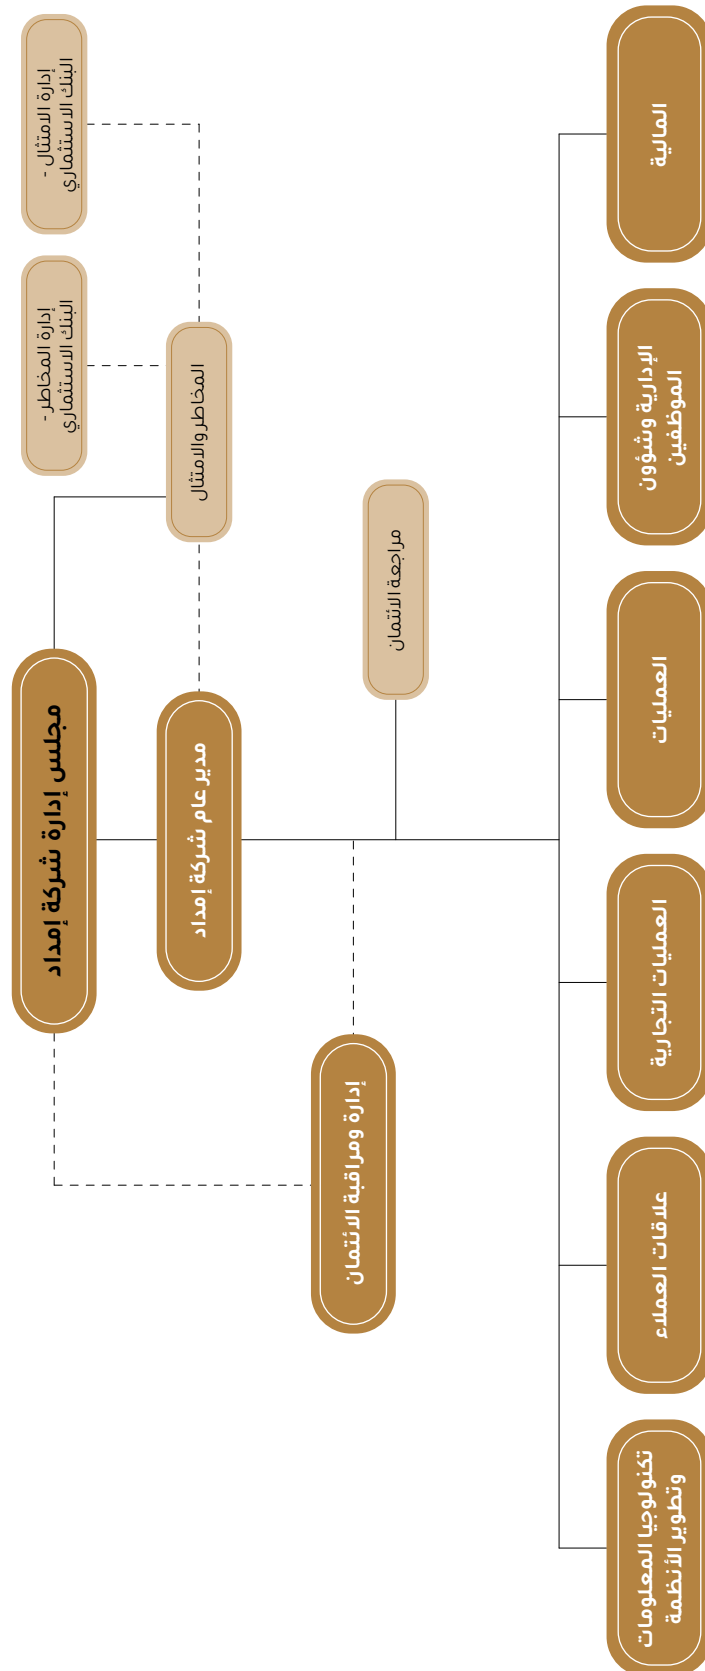 مجلس إدارة شركة إمداد
مدير عام شركة إمداد
المخاطر والامتثال
إدارة الامتثال -
البنك الاستثماري
إدارة المخاطر -
البنك الاستثماري
مراجعة الائتمان
إدارة ومراقبة الائتمان
المالية
الإدارية وشؤون
الموظفين
العمليات
العمليات التجارية
علاقات العملاء
تكنولوجيا المعلومات
وتطوير الأنظمة